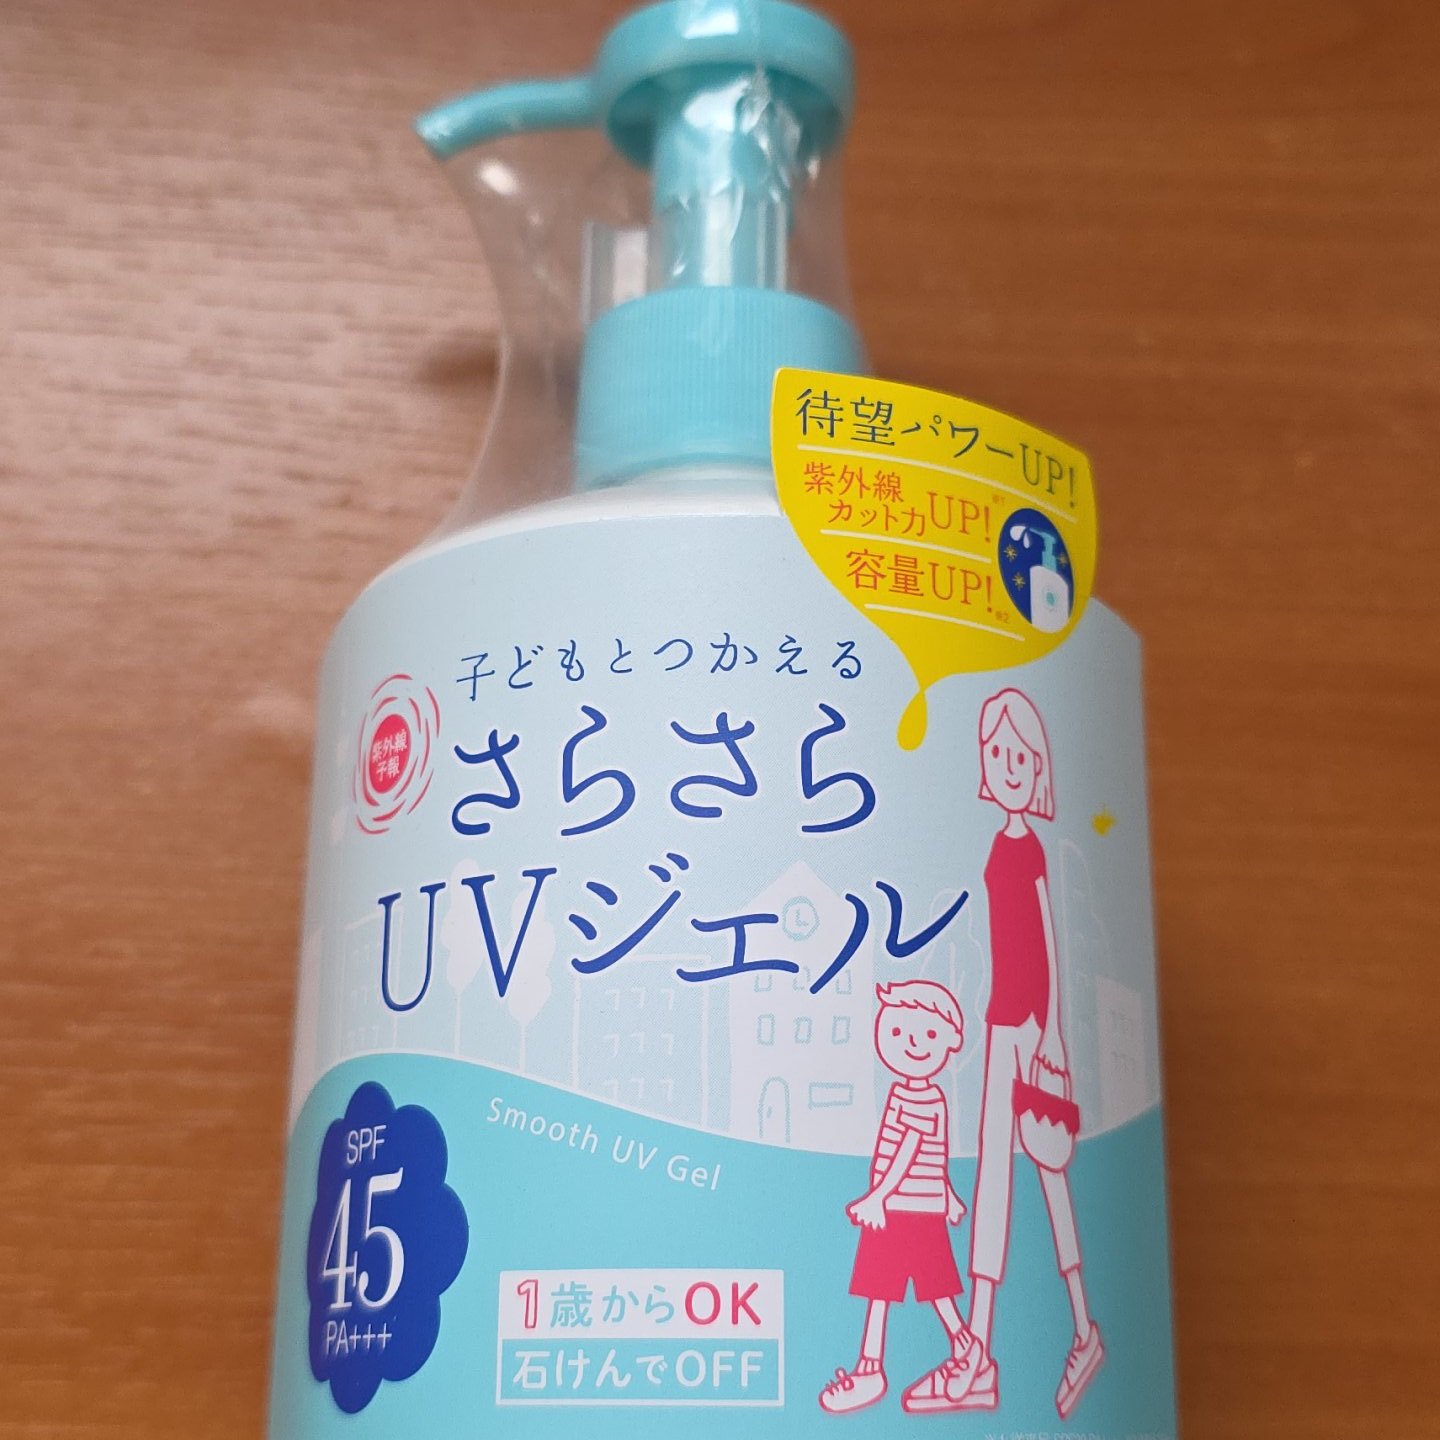 待望パワーUP!
紫外線
カット力UP!※1
容量UP!※2
子どもとつかえる
紫外線
予報
さらさら
UVジェル
Smooth UV Gel
SPF
45
PA+++
1歳からOK
石けんでOFF